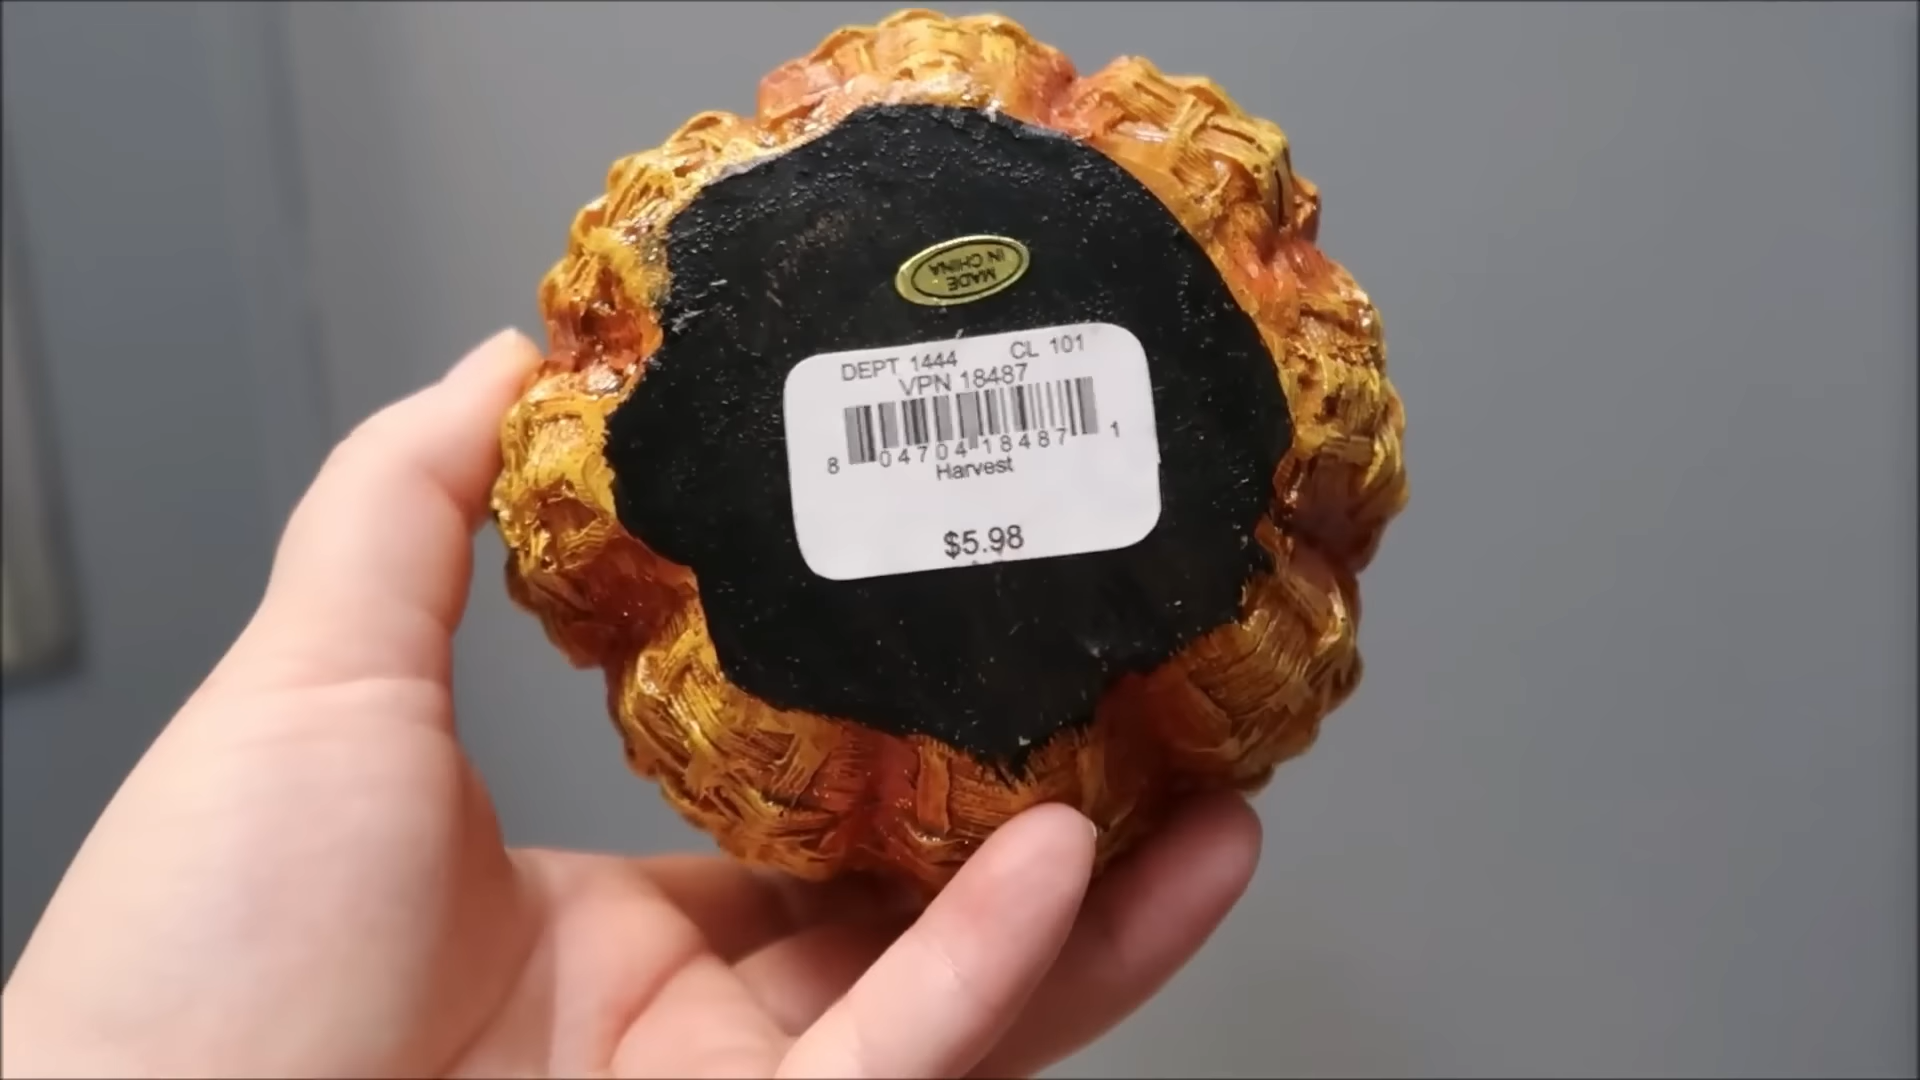 MADE
IN CHINA
DEPT 1444 CL 101
VPN 18487
8 04704 18487 1
Harvest
$5.98